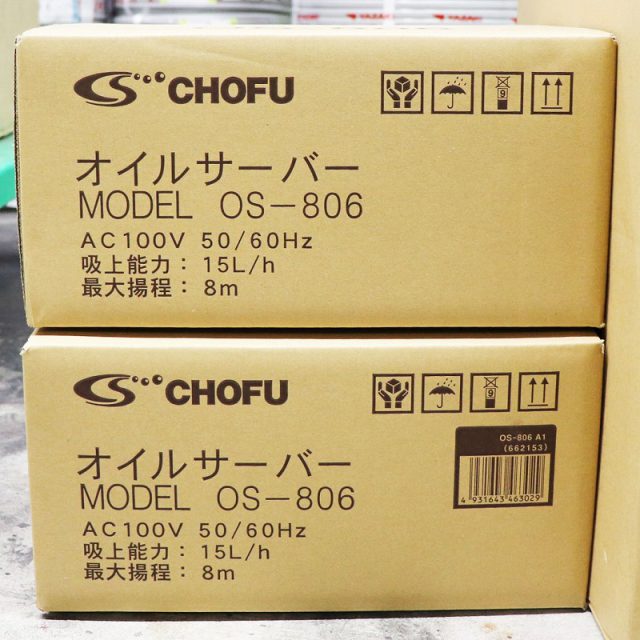 CHOFU
9
オイルサーバー
MODEL OS-806
AC100V 50/60Hz
吸上能力：15L/h
最大揚程：8m
CHOFU
9
オイルサーバー
MODEL OS-806
AC100V 50/60Hz
吸上能力：15L/h
最大揚程：8m
OS-806 A1
(662153)
4 931643 463029